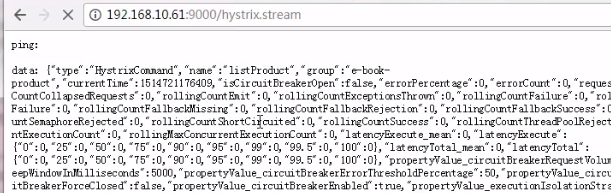 192.168.10.61:9000/hystrix.stream
ping:
data: {"type":"HystrixCommand","name":"listProduct","group":"e-book-
product","currentTime":1514721176409,"isCircuitBreakerOpen":false,"errorPercentage":0,"errorCount":0,"reques
CountCollapsedRequests":0,"rollingCountEmit":0,"rollingCountExceptionsThrown":0,"rollingCountFailure":0,"rol
Failure":0,"rollingCountFallbackMissing":0,"rollingCountFallbackRejection":0,"rollingCountFallbackSuccess":0
untSemaphoreRejected":0,"rollingCountShortCircuited":0,"rollingCountSuccess":0,"rollingCountThreadPoolReject
ntExecutionCount":0,"rollingMaxConcurrentExecutionCount":0,"latencyExecute_mean":0,"latencyExecute":
{"0":0,"25":0,"50":0,"75":0,"90":0,"95":0,"99":0,"99.5":0,"100":0},"latencyTotal_mean":0,"latencyTotal":
{"0":0,"25":0,"50":0,"75":0,"90":0,"95":0,"99":0,"99.5":0,"100":0},"propertyValue_circuitBreakerRequestVolum
eepWindowInMilliseconds":5000,"propertyValue_circuitBreakerErrorThresholdPercentage":50,"propertyValue_circu
itBreakerForceClosed":false,"propertyValue_circuitBreakerEnabled":true,"propertyValue_executionIsolationStr